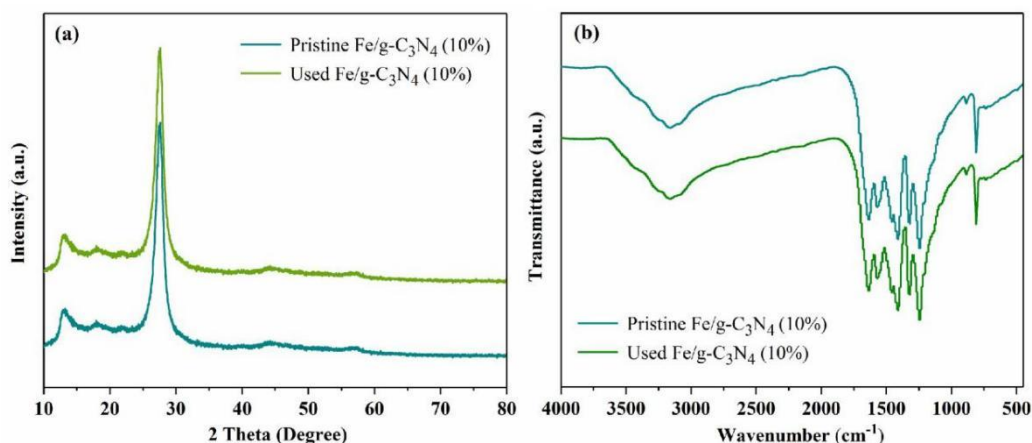 (a)
Pristine Fe/g-C₃N₄ (10%)
Used Fe/g-C₃N₄ (10%)
Intensity (a.u.)
10 20 30 40 50 60 70 80
2 Theta (Degree)
(b)
Transmittance (a.u.)
Pristine Fe/g-C₃N₄ (10%)
Used Fe/g-C₃N₄ (10%)
4000 3500 3000 2500 2000 1500 1000 500
Wavenumber (cm⁻¹)